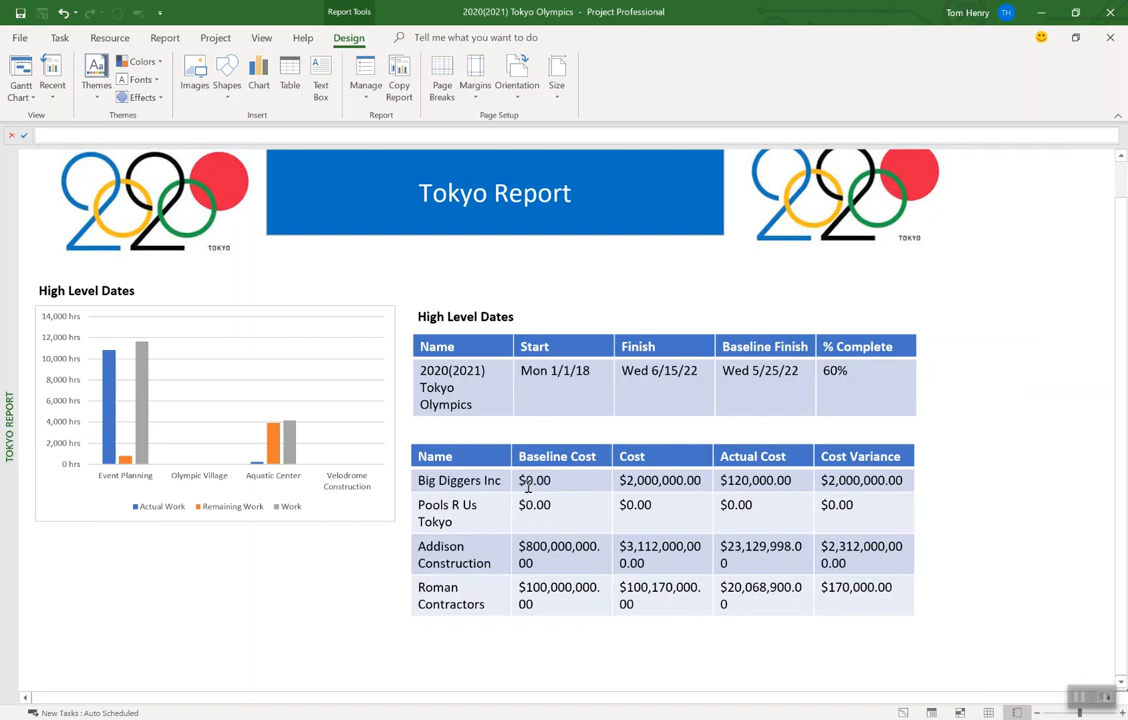 Report Tools
2020(2021) Tokyo Olympics - Project Professional
Tom Henry TH
File Task Resource Report Project View Help Design Tell me what you want to do
Gantt Chart
Recent
Themes
Colors
Fonts
Effects
Images
Shapes
Chart
Table
Text Box
Manage
Copy Report
Page Breaks
Margins
Orientation
Size
View Themes Insert Report Page Setup
TOKYO REPORT
TOKYO
Tokyo Report
TOKYO
High Level Dates
14,000 hrs
12,000 hrs
10,000 hrs
8,000 hrs
6,000 hrs
4,000 hrs
2,000 hrs
0 hrs
Event Planning Olympic Village Aquatic Center Velodrome
Construction
Actual Work Remaining Work Work
High Level Dates
Name Start Finish Baseline Finish % Complete
2020(2021) Mon 1/1/18 Wed 6/15/22 Wed 5/25/22 60%
Tokyo
Olympics
Name Baseline Cost Cost Actual Cost Cost Variance
Big Diggers Inc $0.00 $2,000,000.00 $120,000.00 $2,000,000.00
Pools R Us $0.00 $0.00 $0.00 $0.00
Tokyo
Addison $800,000,000. $3,112,000,00 $23,129,998.0 $2,312,000,00
Construction 00 0.00 0 0.00
Roman $100,000,000. $100,170,000. $20,068,900.0 $170,000.00
Contractors 00 00 0
New Tasks : Auto Scheduled